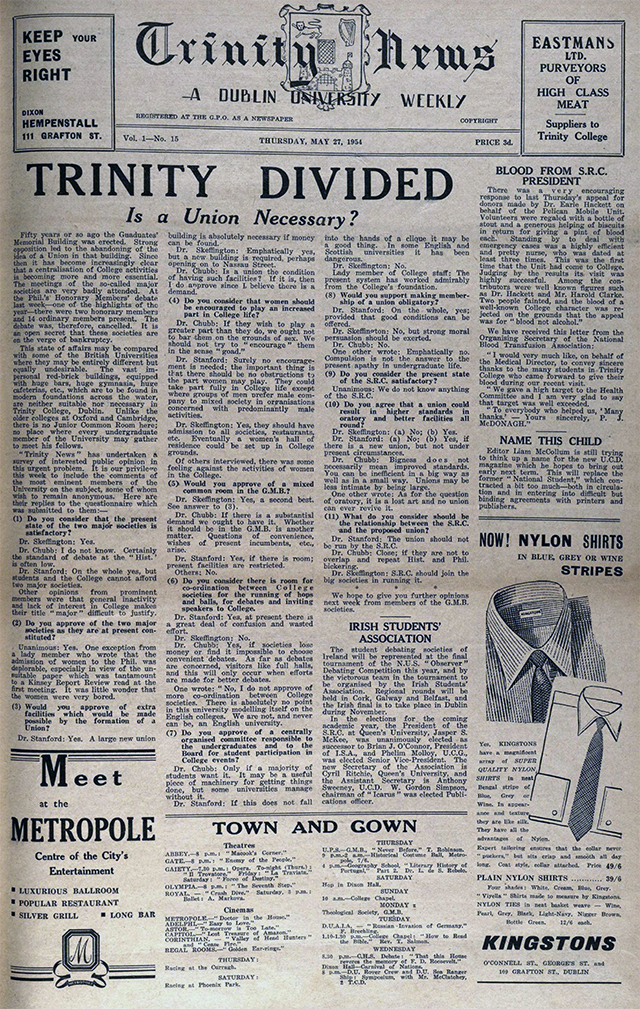 KEEP YOUR
EYES
RIGHT
DIXON
HEMPENSTALL
111 GRAFTON ST.
Trinity News
A DUBLIN UNIVERSITY WEEKLY
REGISTERED AT THE G.P.O. AS A NEWSPAPER
COPYRIGHT
EASTMANS
LTD.
PURVEYORS
OF
HIGH CLASS
MEAT
Suppliers to
Trinity College
Vol. 1—No. 15
THURSDAY, MAY 27, 1954
PRICE 3d.
TRINITY DIVIDED
Is a Union Necessary?
Fifty years or so ago the Guaduates'
Memorial Building was erected. Strong
opposition led to the abandoning of the
idea of a Union in that building. Since
then it has become increasingly clear
that a centralisation of College activities
is becoming more and more essential.
The meetings of the so-called major
societies are very badly attended. At
the Phil.'s Honorary Members' debate
last week—one of the highlights of the
year—there were two honorary members
and 14 ordinary members present. The
debate was, therefore, cancelled. It is
an open secret that these societies are
on the verge of bankruptcy.
This state of affairs may be compared
with some of the British Universities
where they may be entirely different but
equally undesirable. The vast im-
personal red-brick buildings, equipped
with huge bars, huge gymnasia, huge
cafeterias, etc., which are to be found in
modern foundations across the water,
are neither suitable nor necessary in
Trinity College, Dublin. Unlike the
older colleges at Oxford and Cambridge,
there is no Junior Common Room here;
no place where every undergraduate
member of the University may gather
to meet his fellows.
"Trinity News" has undertaken a
survey of interested public opinion in
this urgent problem. It is our privilege
this week to include the comments of
the most eminent members of the
University on the subject, some of whom
wish to remain anonymous. Here are
their replies to the questionnaire which
was submitted to them :—
(1) Do you consider that the present
state of the two major societies is
satisfactory?
Dr. Skeffington: Yes.
Dr. Chubb: I do not know. Certainly
the standard of debate at the "Hist."
is often low.
Dr. Stanford: On the whole yes, but
students and the College cannot afford
two major societies.
Other opinions from prominent
members were that general inactivity
and lack of interest in College makes
their title "major" difficult to justify.
(2) Do you approve of the two major
societies as they are at present con-
stituted?
Unanimous: Yes. One exception from
lady member who wrote that the
admission of women to the Phil. was
deplorable, especially in view of the un-
suitable paper which was tantamount
to a Kinsey Report Review read at the
first meeting. It was little wonder that
the women were very bored.
(3) Would you approve of extra
facilities which would be made
possible by the formation of a
Union?
Dr. Stanford: Yes. A large new union
building is absolutely necessary if money
can be found.
Dr. Skeffington: Emphatically yes,
but a new building is required, perhaps
opening on to Nassau Street.
Dr. Chubb: Is a union the condition
of having such facilities? If it is, then
I do approve since I believe there is a
demand.
(4) Do you consider that women should
be encouraged to play an increased
part in College life?
Dr. Chubb: If they wish to play a
greater part than they do, we ought not
to bar them on the grounds of sex. We
should not try to "encourage" them
in the sense "goad."
Dr. Stanford: Surely no encourage-
ment is needed; the important thing is
that there should be no obstructions to
the part women may play. They could
take part fully in College life except
where groups of men prefer male com-
pany to mixed society in organisations
concerned with predominantly male
activities.
Dr. Skeffington: Yes, they should have
admission to all societies, restaurants,
etc. Eventually a women's hall of
residence could be set up in College
grounds.
Of others interviewed, there was some
feeling against the activities of women
in the College.
(5) Would you approve of a mixed
common room in the G.M.B.?
Dr. Skeffington: Yes, a second best.
See answer to (3).
Dr. Chubb: If there is a substantial
demand we ought to have it. Whether
it should be in the G.M.B. is another
matter. Questions of convenience,
wishes of present incumbents, etc.,
arise.
Dr. Stanford: Yes, if there is room;
present facilities are restricted.
Others: No.
(6) Do you consider there is room for
co-ordination between College
societies for the running of hops
and balls, for debates and inviting
speakers to College.
Dr. Stanford: Yes, at present there is
a great deal of confusion and wasted
effort.
Dr. Skeffington: No.
Dr. Chubb: Yes, if societies lose
money or find it impossible to choose
convenient debates. As far as debates
are concerned, visitors like full halls,
and this will only occur when efforts
are made for better debates.
One wrote: "No, I do not approve of
more co-ordination between College
societies. There is absolutely no point
in this university modelling itself on the
English colleges. We are not, and never
can be, an English university."
(7) Do you approve of a centrally
organised committee responsible to
the undergraduates and to the
Board for student participation in
College events?
Dr. Chubb: Only if a majority of
students want it. It may be a useful
piece of machinery for getting things
done, but some universities manage
without it.
Dr. Stanford: If this does not fall
into the hands of a clique it may be
a good thing. In some English and
Scottish universities it has been
dangerous.
Dr. Skeffington: No.
Lady member of College staff: The
present system has worked admirably
from the College's foundation.
(8) Would you support making member-
ship of a union obligatory?
Dr. Stanford: On the whole, yes;
provided that good conditions can be
offered.
Dr. Skeffington: No, but strong moral
persuasion should be exerted.
Dr. Chubb: No.
One other wrote: Emphatically no.
Compulsion is not the answer to the
present apathy in undergraduate life.
(9) Do you consider the present state
of the S.R.C. satisfactory?
Unanimous: We do not know anything
of the S.R.C.
(10) Do you agree that a union could
result in higher standards in
oratory and better facilities all
round?
Dr. Skeffington: (a) No; (b) Yes.
Dr. Stanford: (a) No; (b) Yes, if
there is a new union, but not under
present circumstances.
Dr. Chubb: Bigness does not
necessarily mean improved standards.
You can be inefficient in a big way as
well as in a small way. Unions may be
less intimate by being large.
One other wrote: As for the question
of oratory, it is a lost art and no union
can ever revive it.
(11) What do you consider should be
the relationship between the S.R.C.
and the proposed union?
Dr. Stanford: The union should not
be run by the S.R.C.
Dr. Chubb: Close; if they are not to
overlap and repeat Hist. and Phil.
bickering.
Dr. Skeffington: S.R.C. should join the
big societies in running it.
We hope to give you further opinions
next week from members of the G.M.B.
societies.
IRISH STUDENTS'
ASSOCIATION
The student debating societies of
Ireland will be represented at the final
tournament of the N.U.S. "Observer"
Debating Competition this year, and by
the victorous in the team tournament to
be organised by the Irish Students'
Association. Regional rounds will be
held in Cork, Galway and Belfast, and
the Irish final is to take place in Dublin
during November.
In the elections for the coming
academic year, the President of the
S.R.C. at Queen's University, Jasper S.
McKee, was unanimously elected as
successor to Brian J. O'Connor, President
of I.S.A., and Phelim Molloy, U.C.G.,
was elected Senior Vice-President. The
new Secretary of the Association is
Cyril Ritchie, Queen's University, and
the Assistant Secretary is Anthony
Sweeney, U.C.D. W. Gordon Simpson,
chairman of "Icarus" was elected Publi-
cations officer.
BLOOD FROM S.R.C.
PRESIDENT
There was a very encouraging
response to last Thursday's appeal for
donors made by Dr. Earle Hackett on
behalf of the Pelican Mobile Unit.
Volunteers were regaled with a bottle of
stout and a generous helping of biscuits
in return for giving a pint of blood
each. Standing by to deal with
emergency cases was a highly efficient
and pretty nurse, who was dated at
least three times. This was the first
time that the Unit had come to College.
Judging by the results its visit was
highly successful. Among the con-
tributors were well known figures such
as Dr. Hackett and Mr. Harold Clarke.
Two people fainted, and the blood of a
well-known College character was re-
jected on the grounds that the appeal
was for "blood not alcohol."
We have received this letter from the
Organising Secretary of the National
Blood Transfusion Association:
"I would very much like, on behalf of
the Medical Director, to convey sincere
thanks to the many students in Trinity
College who came forward to give their
blood during our recent visit.
"We gave a high target to the Health
Committee and I am very glad to say
that target was well exceeded.
"To everybody who helped us, 'Many
thanks.' — Yours sincerely, P. J.
McDONAGH."
NAME THIS CHILD
Editor Liam McCollum is still trying
to think up a name for the new U.C.D.
magazine which he hopes to bring out
early next term. This will replace the
former "National Student," which con-
tracted a bit too much—both in circula-
tion and in entering into difficult but
binding agreements with printers and
publishers.
NOW! NYLON SHIRTS
IN BLUE, GREY OR WINE
STRIPES
Yes, KINGSTONS
have a magnificent
array of SUPER
QUALITY NYLON
SHIRTS in neat
Bengal stripe of
Blue, Grey or
Wine. In appear-
ance and texture
they are like silk.
They have all the
advantages of Nylon.
Expert tailoring ensures that the collar never
"puckers," but sits crisp and smooth all day
long. Coat style, collar attached. Price 49/6
PLAIN NYLON SHIRTS .......... 39/6
Four shades: White, Cream, Blue, Grey.
"Vyrella" Shirts made to measure by Kingstons.
NYLON TIES in neat basket weave — Wine,
Pearl, Grey, Black, Light-Navy, Nigger Brown,
Bottle Green. 12/6 each.
KINGSTONS
O'CONNELL ST., GEORGE'S ST. and
109 GRAFTON ST., DUBLIN
Meet
at the
METROPOLE
Centre of the City's
Entertainment
LUXURIOUS BALLROOM
POPULAR RESTAURANT
SILVER GRILL
LONG BAR
M
TOWN AND GOWN
Theatres
ABBEY—8 p.m.: "Mazook's Corner."
GATE—8 p.m.: "Enemy of the People."
GAIETY—7.30 p.m. Opera. To-night (Thurs.):
"Il Trovatore." Friday: "La Traviata."
Saturday: "Force of Destiny."
OLYMPIA—8 p.m.: "The Seventh Step."
ROYAL. — "Crash Dive." Saturday, 3 p.m.:
Ballet: A. Markova.
Cinemas
METROPOLE.—"Doctor in the House."
ADELPHI.—"Easy to Love."
ASTOR.—"To-morrow is Too Late."
CAPITOL.—"Lost Treasure of Amazon."
CORINTHIAN. — "Valley of Head Hunters"
and "Conna Fire."
REGAL ROOMS.—"Golden Ear-rings."
THURSDAY:
Racing at the Curragh.
SATURDAY:
Racing at Phoenix Park.
THURSDAY
U.P.S.—G.M.B., "Never Before," T. Robinson.
9 p.m.-2 a.m.—Historical Costume Ball, Metro-
pole, 7/6.
4 p.m.—Geography School, "Literary History of
Portugal," Part 2. Dr. L. de S. Rebelo.
SATURDAY
Hop in Dixon Hall.
SUNDAY
10 a.m.—College Chapel.
MONDAY
Theological Society, G.M.B.
TUESDAY
D.U.A.I.A., "Russian Invasion of Germany,"
F. Brechling.
1.10-1.30 p.m.—College Chapel: "How to Read
the Bible," Rev. T. Salmon.
WEDNESDAY
8.30 p.m.—C.H.S. Debate: "That this House
reveres the memory of F. D. Roosevelt."
Dixon Hall—Carnival of Nations.
8 p.m.—D.U. Rover Crew and D.U. Sea Ranger
Ship: Symposium, with Mr. McClatchey,
T.C.D.